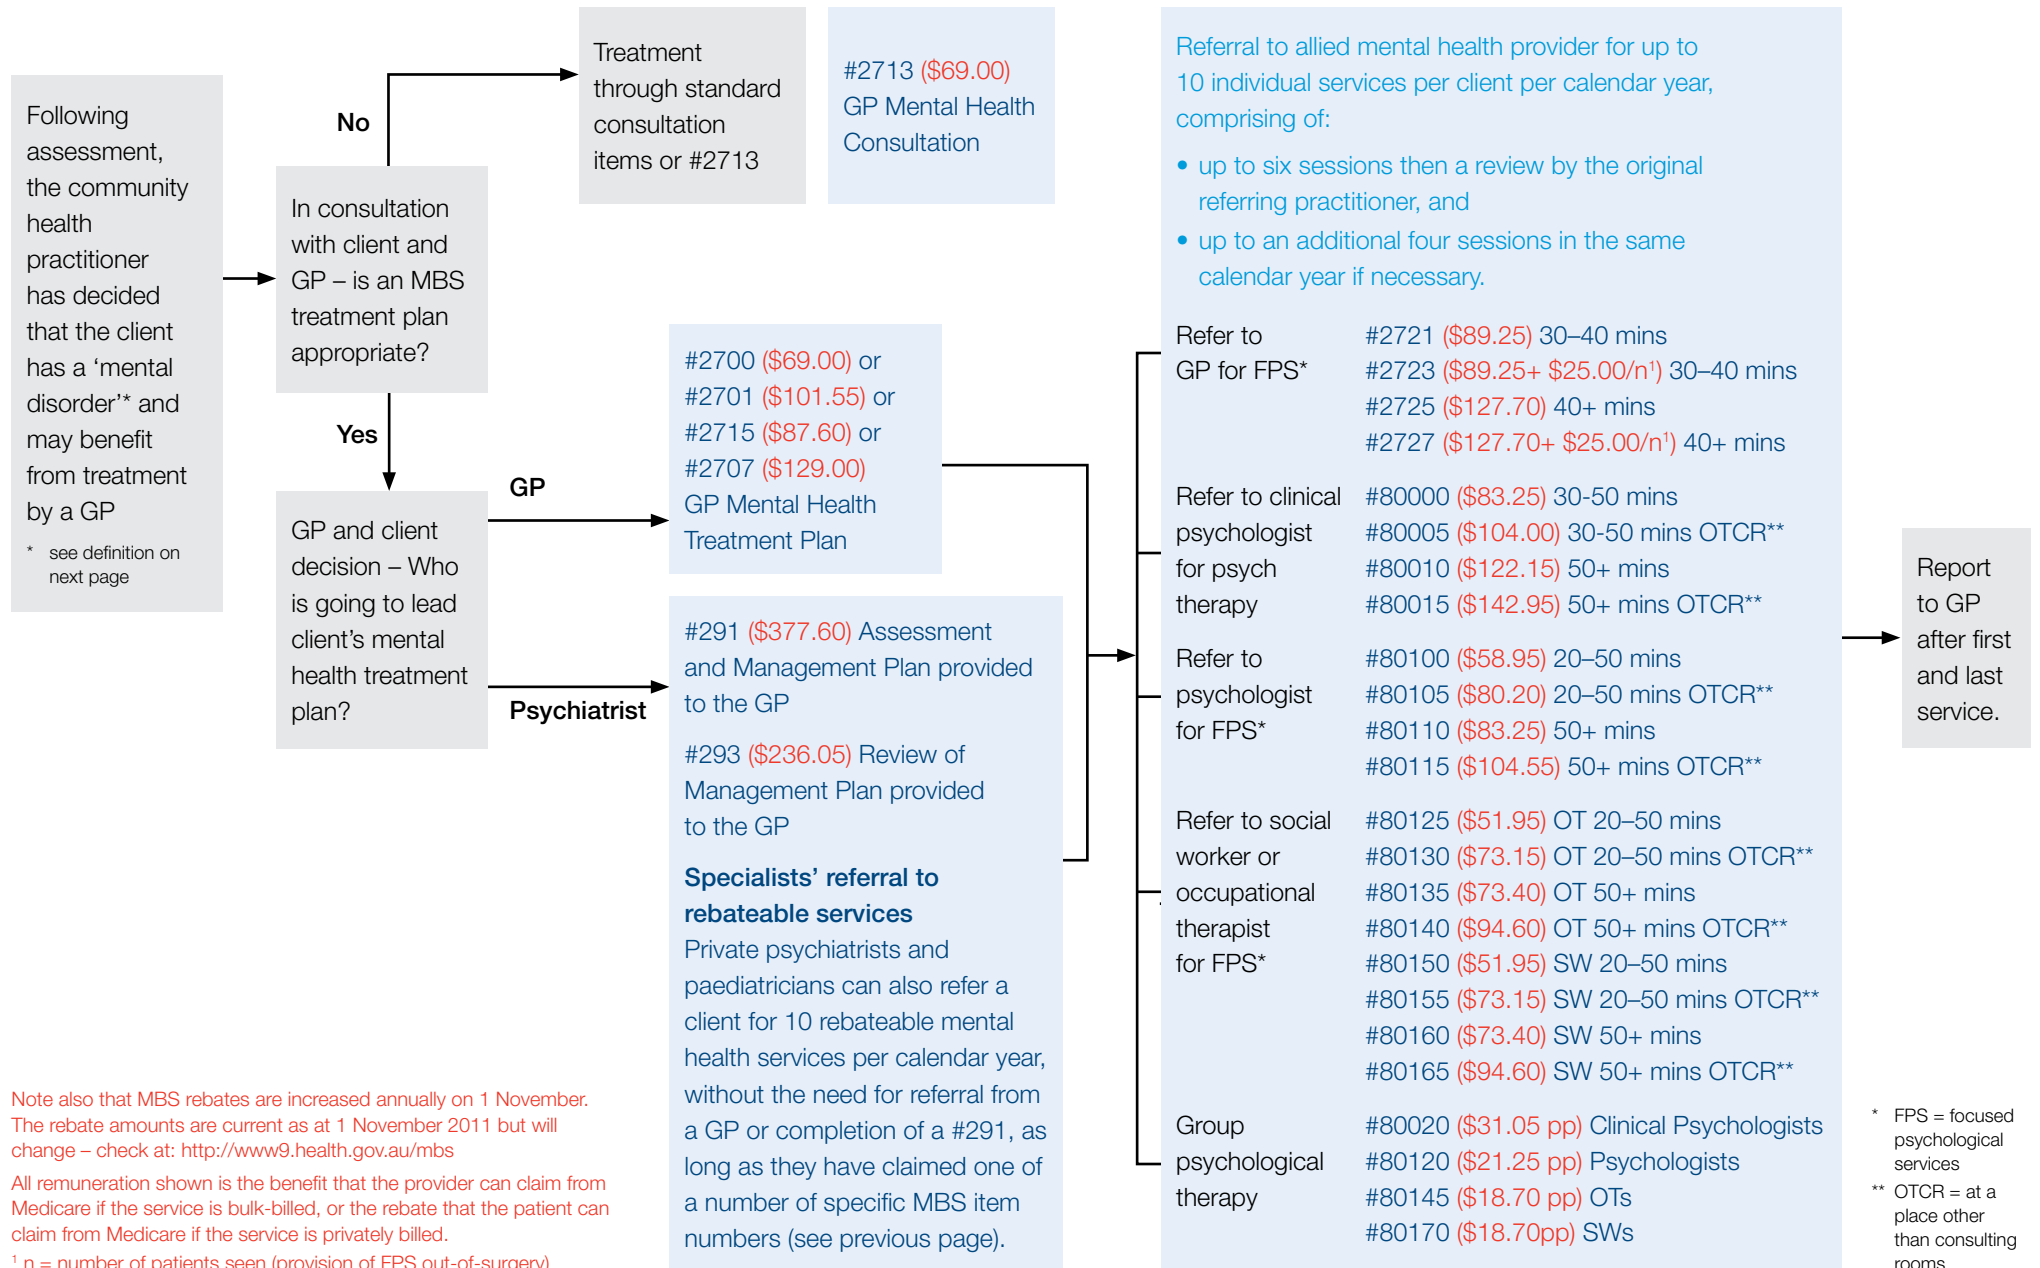 Following
assessment,
the community
health
practitioner
has decided
that the client
has a ‘mental
disorder’* and
may benefit
from treatment
by a GP
* see definition on
next page
No
In consultation
with client and
GP – is an MBS
treatment plan
appropriate?
Yes
GP and client
decision – Who
is going to lead
client’s mental
health treatment
plan?
GP
Psychiatrist
Treatment
through standard
consultation
items or #2713
#2713 ($69.00)
GP Mental Health
Consultation
#2700 ($69.00) or
#2701 ($101.55) or
#2715 ($87.60) or
#2707 ($129.00)
GP Mental Health
Treatment Plan
#291 ($377.60) Assessment
and Management Plan provided
to the GP
#293 ($236.05) Review of
Management Plan provided
to the GP
Specialists’ referral to
rebateable services
Private psychiatrists and
paediatricians can also refer a
client for 10 rebateable mental
health services per calendar year,
without the need for referral from
a GP or completion of a #291, as
long as they have claimed one of
a number of specific MBS item
numbers (see previous page).
Referral to allied mental health provider for up to
10 individual services per client per calendar year,
comprising of:
• up to six sessions then a review by the original
referring practitioner, and
• up to an additional four sessions in the same
calendar year if necessary.
Refer to #2721 ($89.25) 30–40 mins
GP for FPS* #2723 ($89.25+ $25.00/n¹) 30–40 mins
#2725 ($127.70) 40+ mins
#2727 ($127.70+ $25.00/n¹) 40+ mins
Refer to clinical #80000 ($83.25) 30-50 mins
psychologist #80005 ($104.00) 30-50 mins OTCR**
for psych #80010 ($122.15) 50+ mins
therapy #80015 ($142.95) 50+ mins OTCR**
Refer to #80100 ($58.95) 20–50 mins
psychologist #80105 ($80.20) 20–50 mins OTCR**
for FPS* #80110 ($83.25) 50+ mins
#80115 ($104.55) 50+ mins OTCR**
Refer to social #80125 ($51.95) OT 20–50 mins
worker or #80130 ($73.15) OT 20–50 mins OTCR**
occupational #80135 ($73.40) OT 50+ mins
therapist #80140 ($94.60) OT 50+ mins OTCR**
for FPS* #80150 ($51.95) SW 20–50 mins
#80155 ($73.15) SW 20–50 mins OTCR**
#80160 ($73.40) SW 50+ mins
#80165 ($94.60) SW 50+ mins OTCR**
Group #80020 ($31.05 pp) Clinical Psychologists
psychological #80120 ($21.25 pp) Psychologists
therapy #80145 ($18.70 pp) OTs
#80170 ($18.70pp) SWs
Report
to GP
after first
and last
service.
Note also that MBS rebates are increased annually on 1 November.
The rebate amounts are current as at 1 November 2011 but will
change – check at: http://www9.health.gov.au/mbs
All remuneration shown is the benefit that the provider can claim from
Medicare if the service is bulk-billed, or the rebate that the patient can
claim from Medicare if the service is privately billed.
¹ n = number of patients seen (provision of FPS out-of-surgery)
* FPS = focused
psychological
services
** OTCR = at a
place other
than consulting
rooms